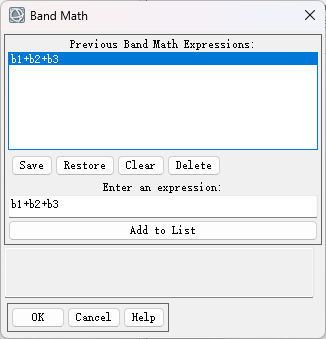 Band Math
Previous Band Math Expressions:
b1+b2+b3
Save Restore Clear Delete
Enter an expression:
b1+b2+b3
Add to List
OK Cancel Help